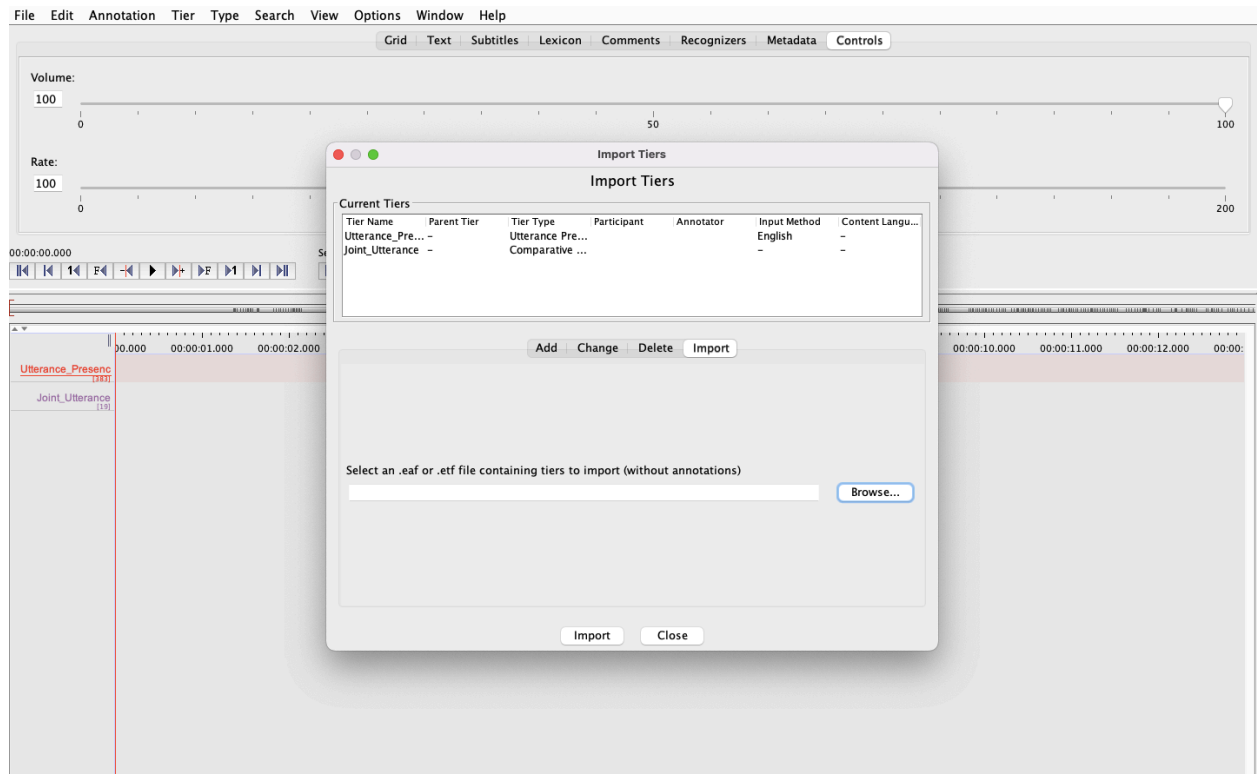 File Edit Annotation Tier Type Search View Options Window Help
Grid Text Subtitles Lexicon Comments Recognizers Metadata Controls
Volume:
100
0 50 100
Rate:
100
0 200
Import Tiers
Import Tiers
Current Tiers
Tier Name Parent Tier Tier Type Participant Annotator Input Method Content Langu...
Utterance_Pre... – Utterance Pre... English –
Joint_Utterance – Comparative ... – –
00:00:00.000 Se
1 F – + F 1
00.000 00:00:01.000 00:00:02.000 00:00:10.000 00:00:11.000 00:00:12.000 00:00:
Add Change Delete Import
Utterance_Presenc
[383]
Joint_Utterance
[19]
Select an .eaf or .etf file containing tiers to import (without annotations)
Browse...
Import Close